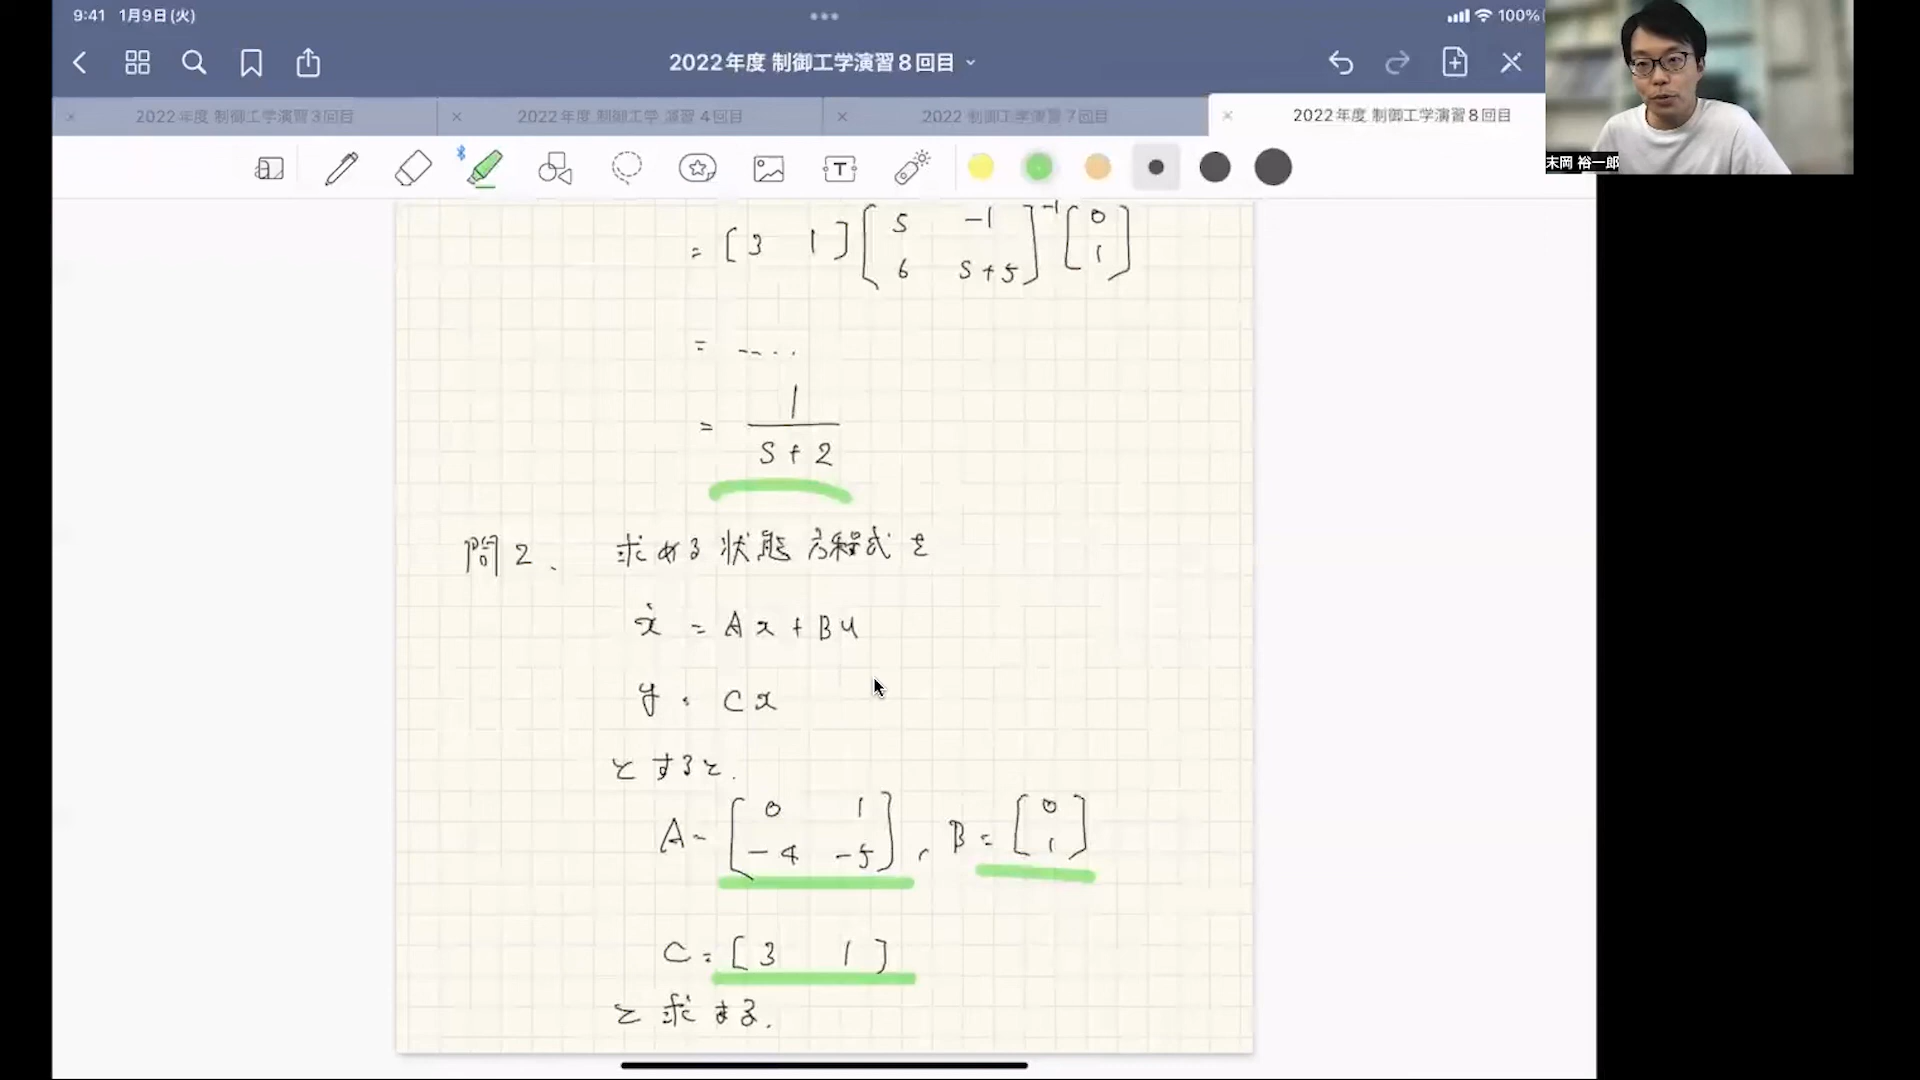 9:41 1月9日(火)
100%
2022年度 制御工学演習8回目
2022年度 制御工学演習3回目
2022年度 制御工学 演習 4回目
2022 制御工学演習7回目
2022年度 制御工学演習8回目
末岡 裕一郎
= [ 3 1 ] [ s -1 6 s+5 ]⁻¹ [ 0 1 ]
= ....
= 1 / s+2
問2. 求める状態方程式を
ẋ = Ax + Bu
y = Cx
とすると.
A = [ 0 1 -4 -5 ], B = [ 0 1 ]
C = [ 3 1 ]
と求まる.